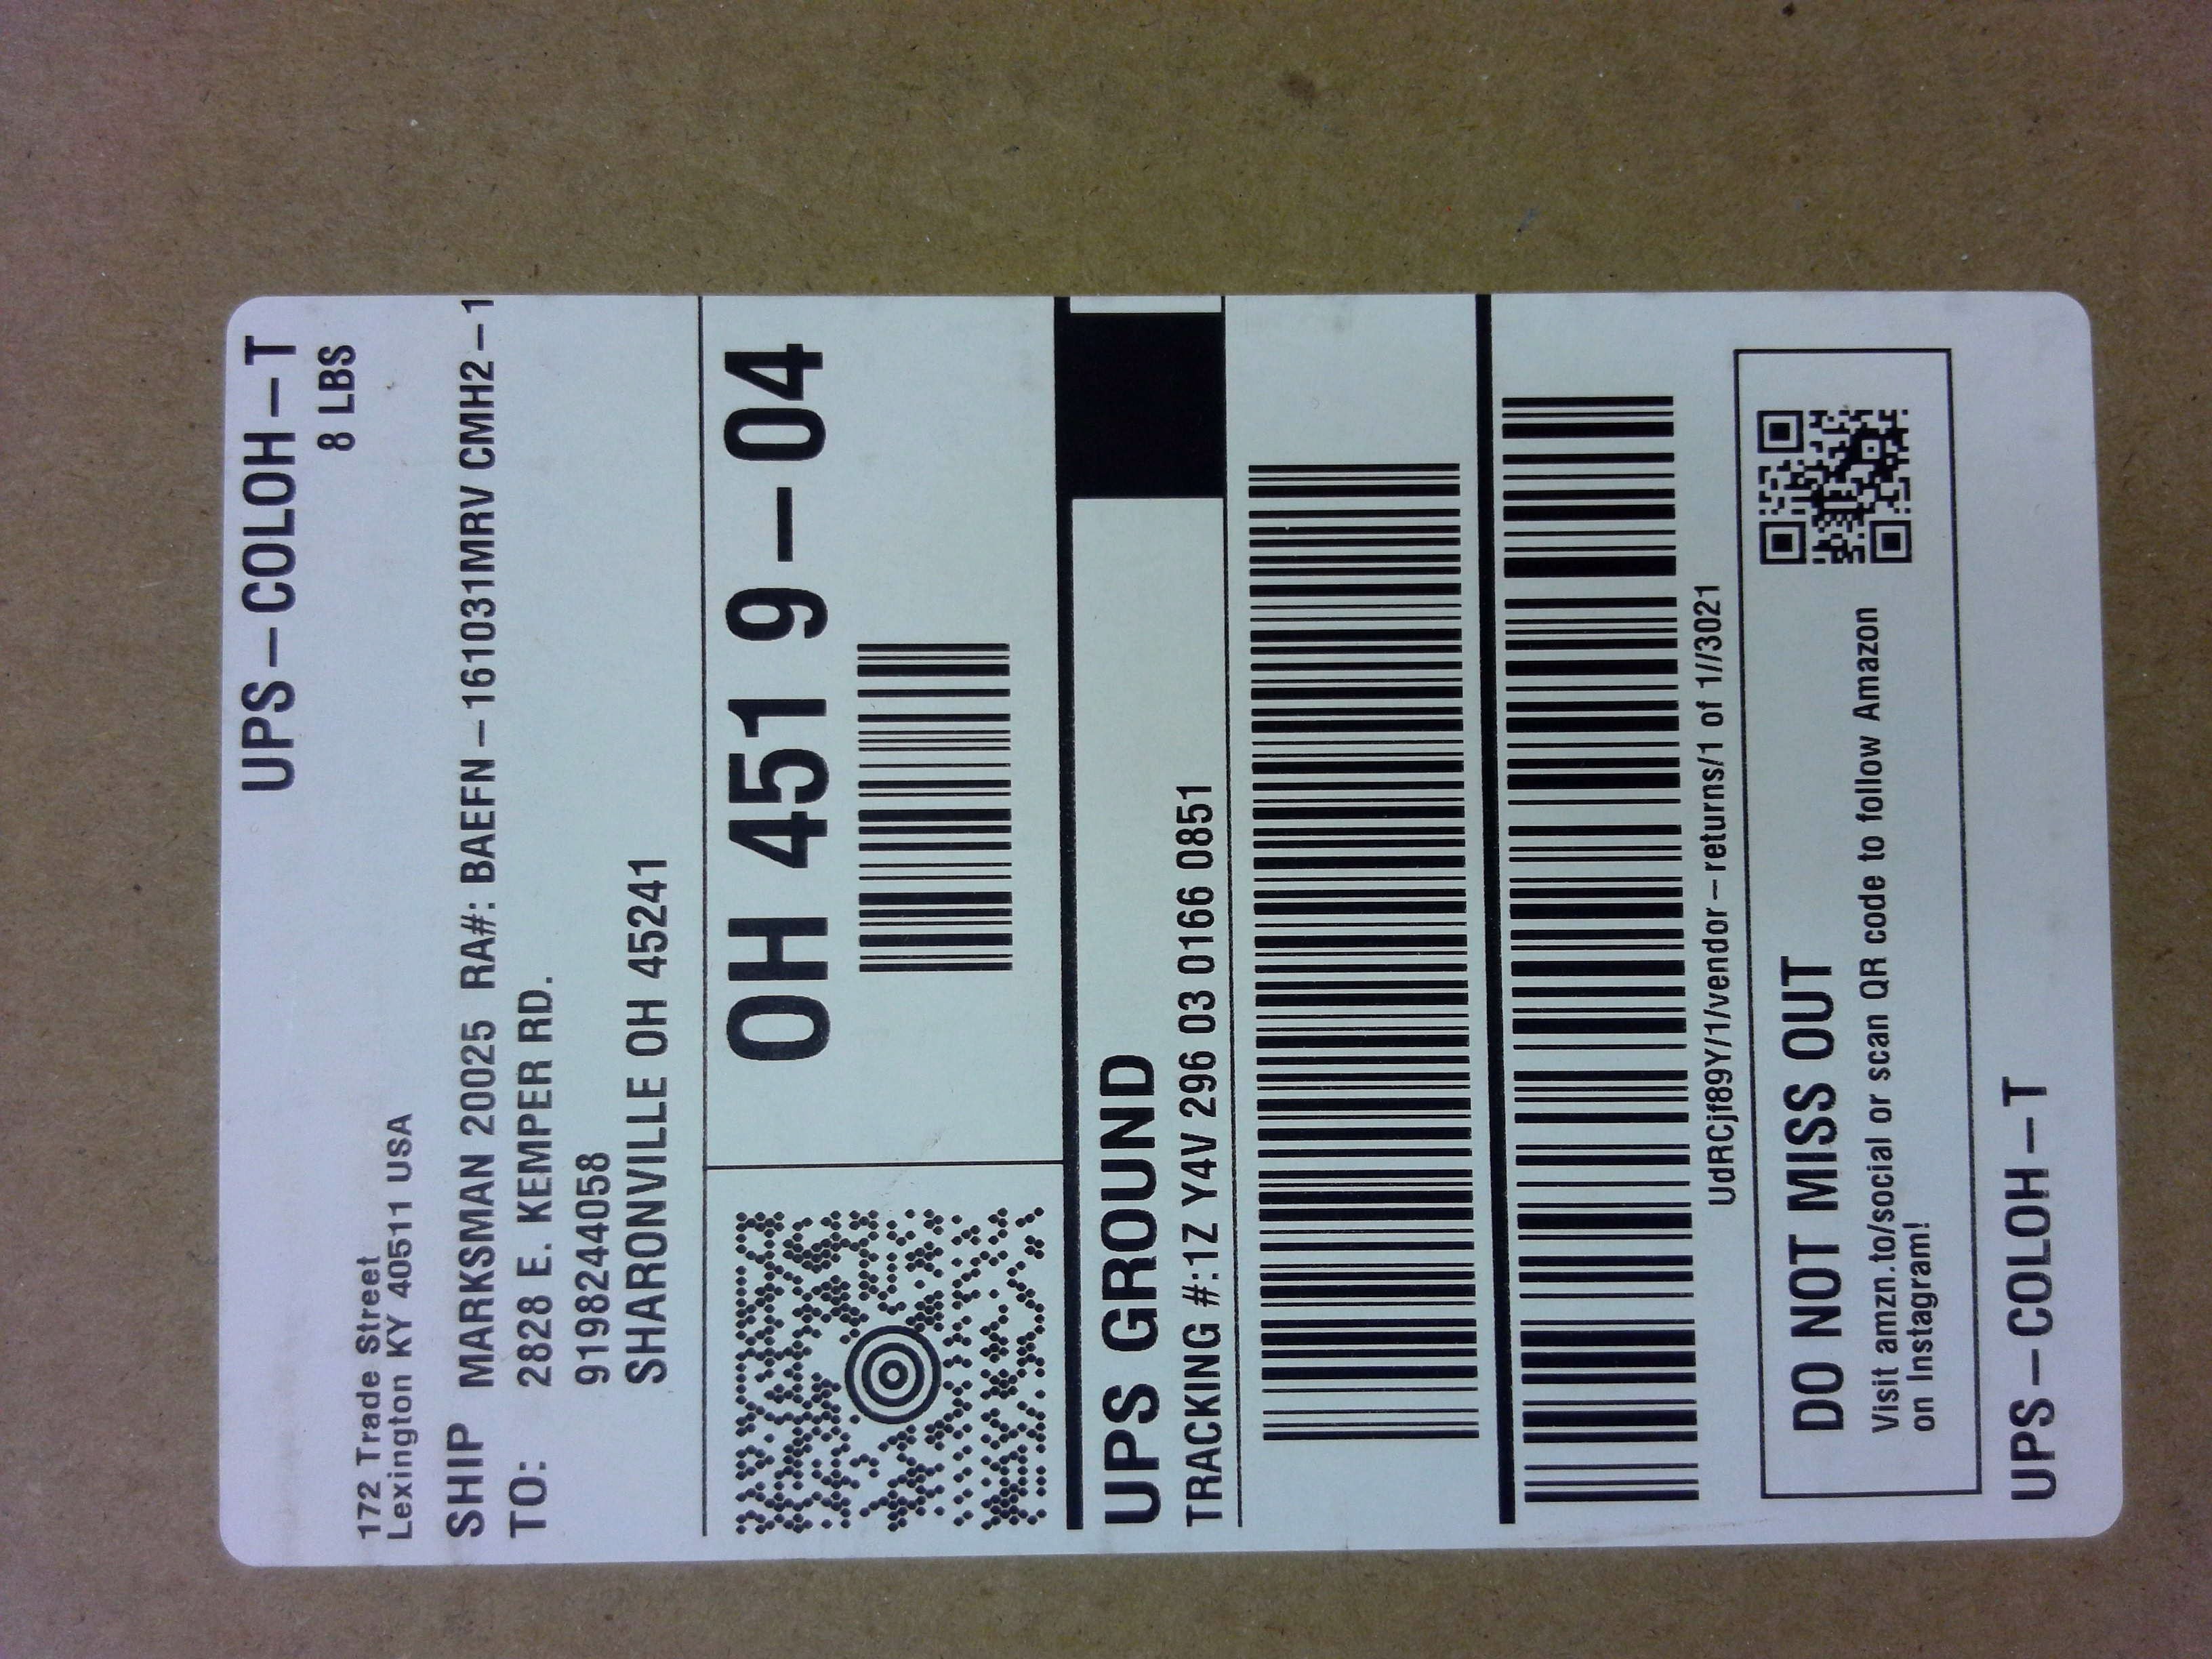 UPS-COLOH-T
8 LBS
172 Trade Street
Lexington KY 40511 USA
SHIP TO:
MARKSMAN 20025 RA#: BAEFN-161031MRV CMH2-1
2828 E. KEMPER RD.
9198244058
SHARONVILLE OH 45241
OH 451 9-04
UPS GROUND
TRACKING #:1Z Y4V 296 03 0166 0851
UdRCjf89Y/1/vendor-returns/1 of 1//3021
DO NOT MISS OUT
Visit amzn.to/social or scan QR code to follow Amazon
on Instagram!
UPS-COLOH-T